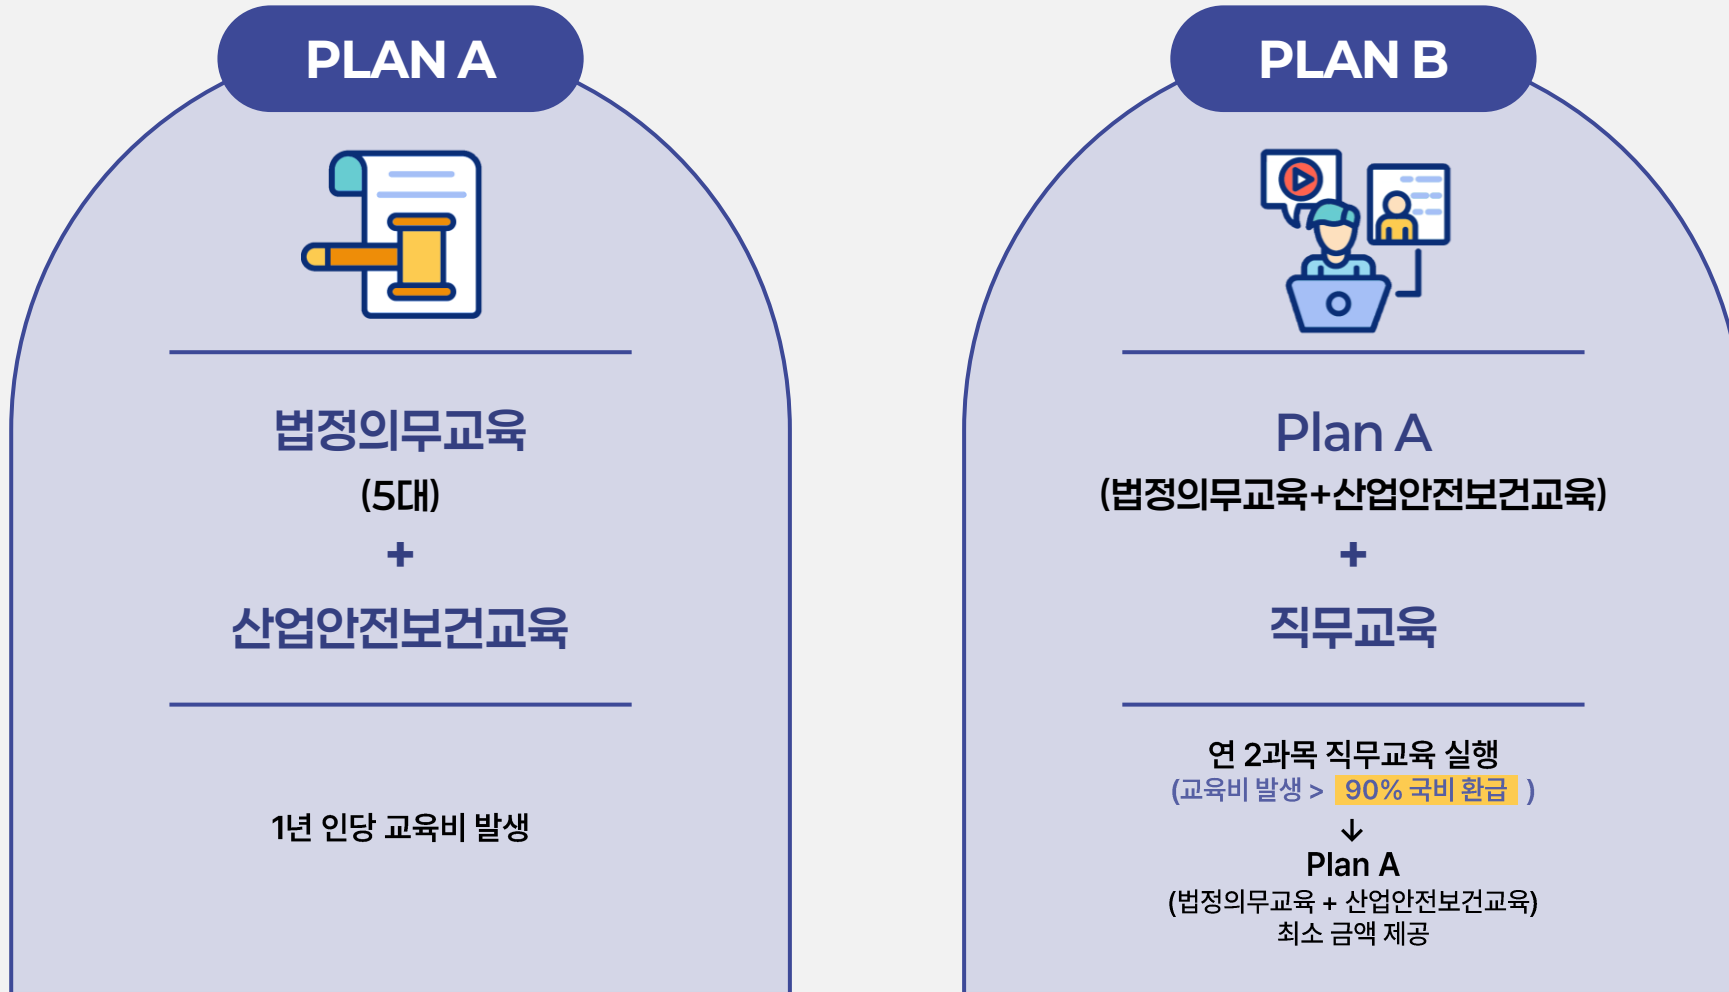 PLAN A
법정의무교육
(5대)
+
산업안전보건교육
1년 인당 교육비 발생
PLAN B
Plan A
(법정의무교육+산업안전보건교육)
+
직무교육
연 2과목 직무교육 실행
(교육비 발생 > 90% 국비 환급 )
↓
Plan A
(법정의무교육 + 산업안전보건교육)
최소 금액 제공